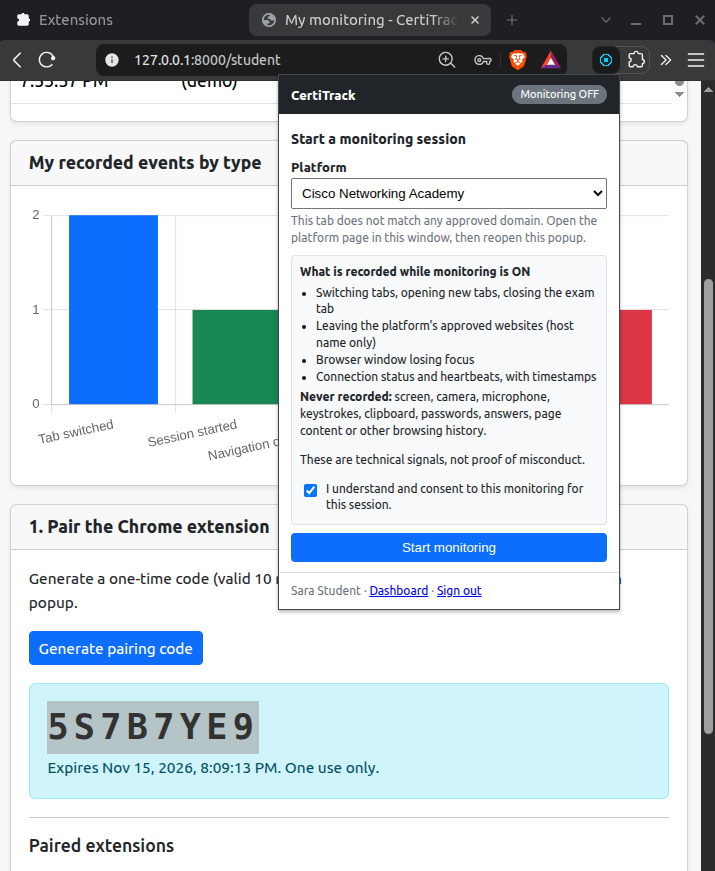 Extensions
My monitoring - CertiTrac
127.0.0.1:8000/student
7:55:57 PM (demo)
CertiTrack
Monitoring OFF
Start a monitoring session
Platform
Cisco Networking Academy
This tab does not match any approved domain. Open the
platform page in this window, then reopen this popup.
What is recorded while monitoring is ON
• Switching tabs, opening new tabs, closing the exam
tab
• Leaving the platform's approved websites (host
name only)
• Browser window losing focus
• Connection status and heartbeats, with timestamps
Never recorded: screen, camera, microphone,
keystrokes, clipboard, passwords, answers, page
content or other browsing history.
These are technical signals, not proof of misconduct.
I understand and consent to this monitoring for
this session.
Start monitoring
Sara Student · Dashboard · Sign out
My recorded events by type
2
1
0
Tab switched
Session started
Navigation
1. Pair the Chrome extension
Generate a one-time code (valid 10
popup.
Generate pairing code
5S7B7YE9
Expires Nov 15, 2026, 8:09:13 PM. One use only.
Paired extensions